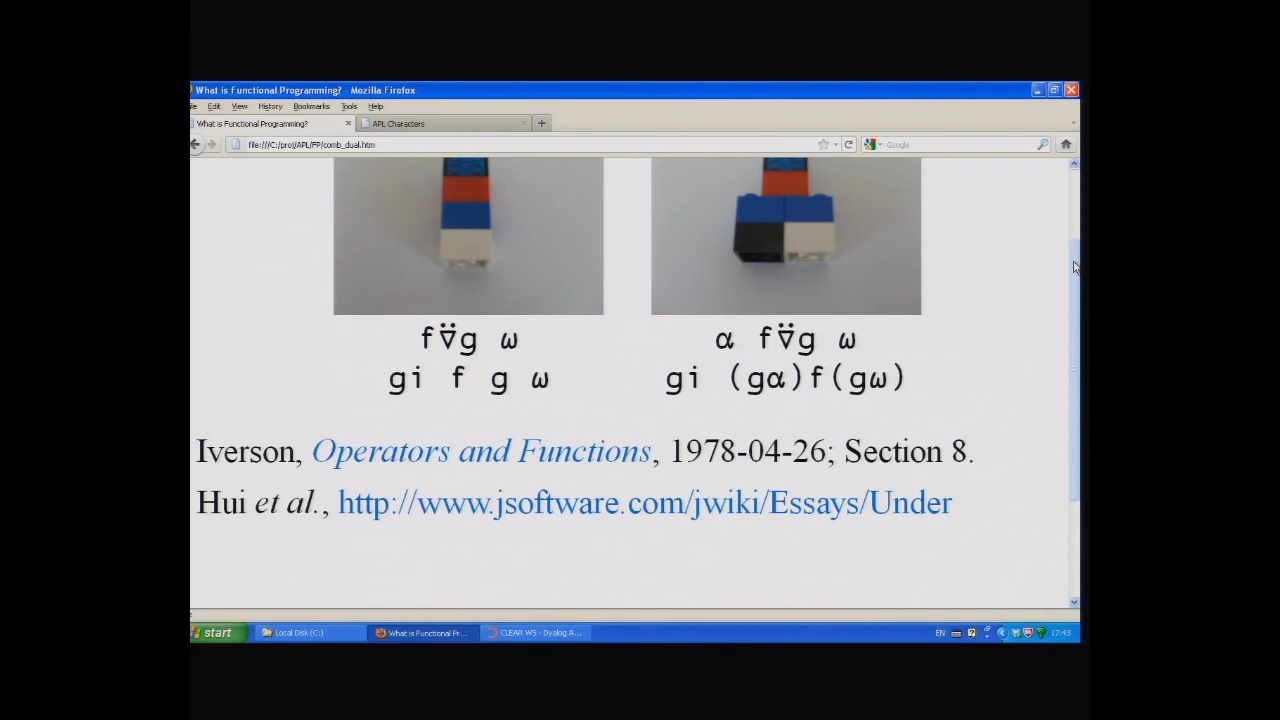 What is Functional Programming? - Mozilla Firefox
Edit View History Bookmarks Tools Help
What is Functional Programming? APL Characters
file:///C:/proj/APL/FP/comb_dual.htm Google
f⍢g ⍵ ⍺ f⍢g ⍵
gi f g ⍵ gi (g⍺)f(g⍵)
Iverson, Operators and Functions, 1978-04-26; Section 8.
Hui et al., http://www.jsoftware.com/jwiki/Essays/Under
start Local Disk (C:) What is Functional Pr... CLEAR WS - Dyalog A... EN 17:43